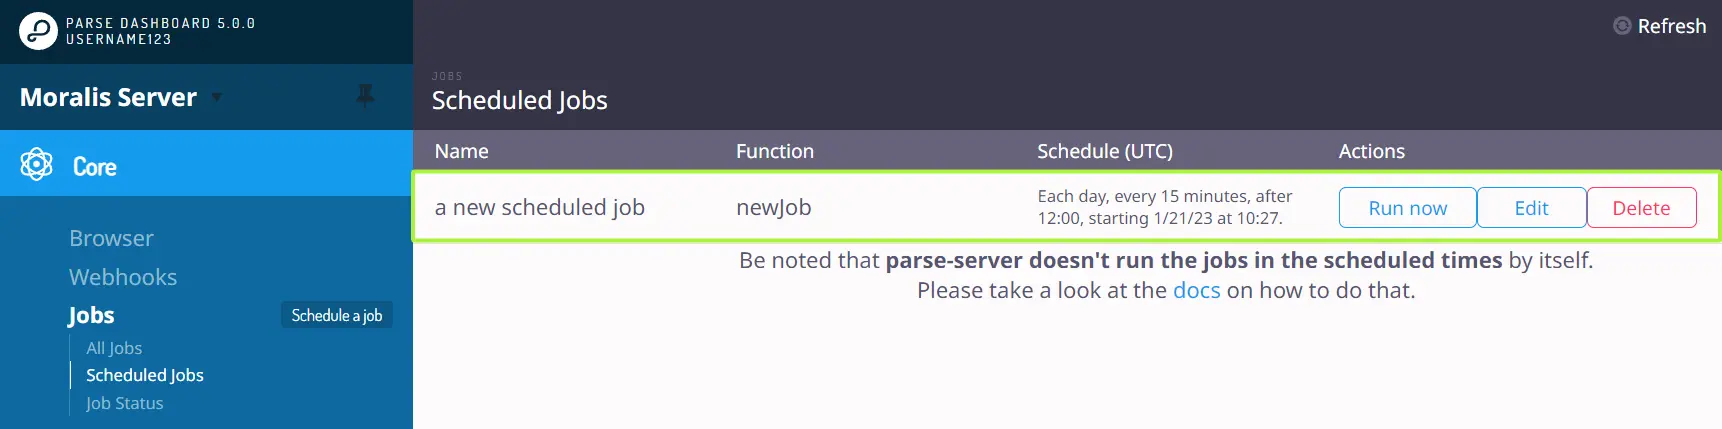 PARSE DASHBOARD 5.0.0
USERNAME123
Refresh
Moralis Server
JOBS
Scheduled Jobs
Core
Name Function Schedule (UTC) Actions
a new scheduled job newJob Each day, every 15 minutes, after
12:00, starting 1/21/23 at 10:27.
Run now Edit Delete
Browser
Webhooks
Jobs Schedule a job
All Jobs
Scheduled Jobs
Job Status
Be noted that parse-server doesn't run the jobs in the scheduled times by itself.
Please take a look at the docs on how to do that.